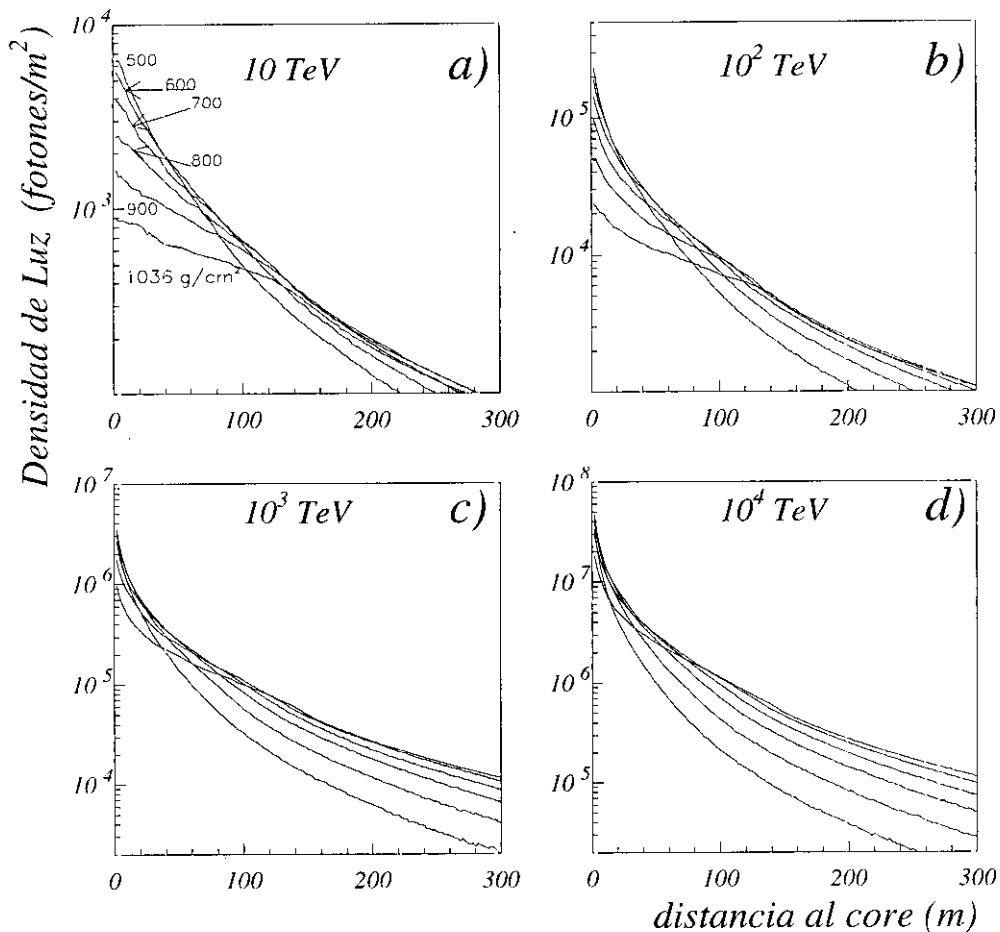 Densidad de Luz (fotones/m²)
10⁴
10³
10 TeV
a)
500
600
700
800
900
1036 g/cm²
0 100 200 300
10² TeV
b)
10⁵
10⁴
0 100 200 300
10³ TeV
c)
10⁷
10⁶
10⁵
10⁴
0 100 200 300
10⁴ TeV
d)
10⁸
10⁷
10⁶
10⁵
0 100 200 300
distancia al core (m)